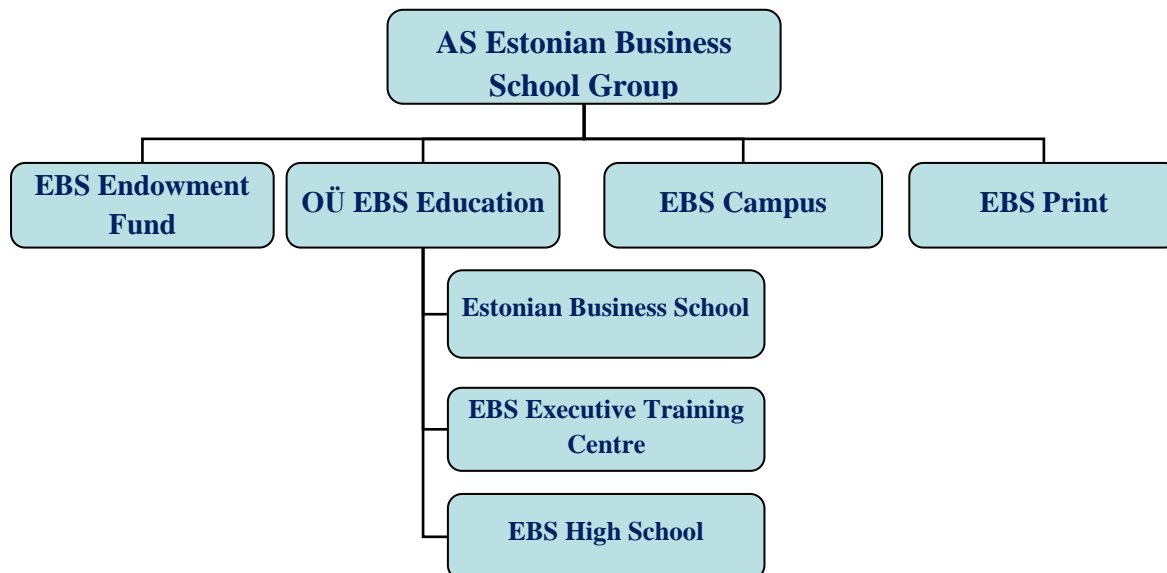 AS Estonian Business
School Group
EBS Endowment
Fund
OÜ EBS Education
EBS Campus
EBS Print
Estonian Business School
EBS Executive Training
Centre
EBS High School